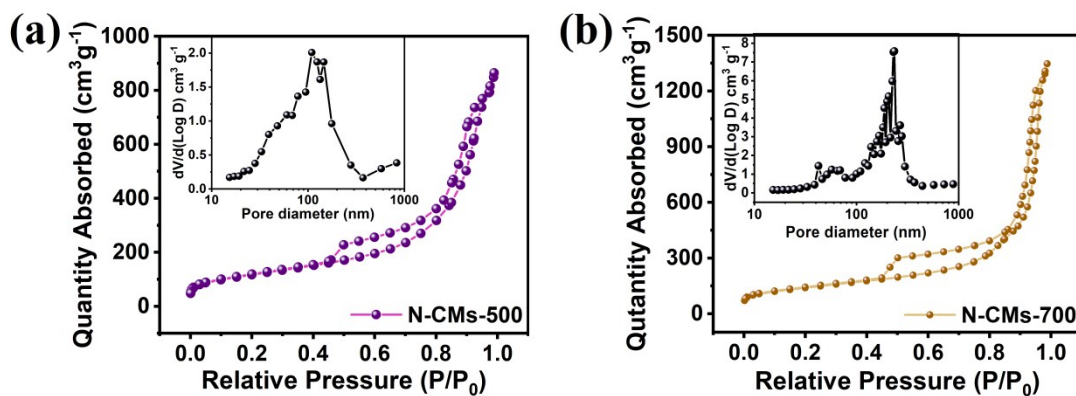 (a)
Quantity Absorbed (cm³g⁻¹)
1000
800
600
400
200
0
0.0 0.2 0.4 0.6 0.8 1.0
Relative Pressure (P/P₀)
N-CMs-500
dV/d(Log D) cm³ g⁻¹
2.0
1.5
1.0
0.5
0.0
10 100 1000
Pore diameter (nm)
(b)
Qutantity Absorbed (cm³g⁻¹)
1500
1200
900
600
300
0
0.0 0.2 0.4 0.6 0.8 1.0
Relative Pressure (P/P₀)
N-CMs-700
dV/d(Log D) cm³ g⁻¹
8
7
6
5
4
3
2
1
0
10 100 1000
Pore diameter (nm)